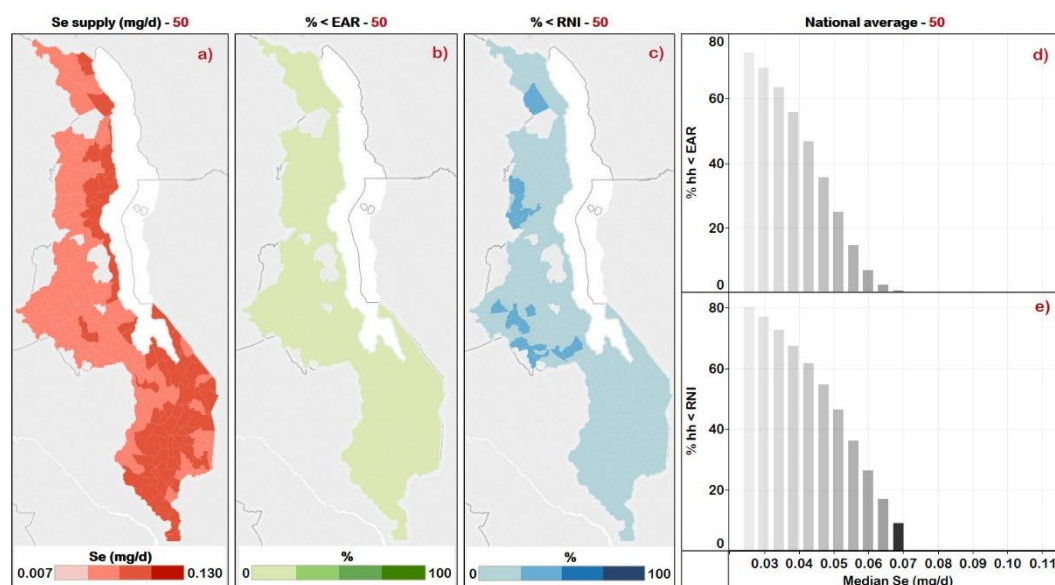 Se supply (mg/d) - 50
% < EAR - 50
% < RNI - 50
National average - 50
a)
b)
c)
d)
80
60
40
20
0
% hh < EAR
e)
80
60
40
20
0
% hh < RNI
0.03 0.04 0.05 0.06 0.07 0.08 0.09 0.10 0.11
Median Se (mg/d)
Se (mg/d)
0.007 0.130
%
0 100
%
0 100